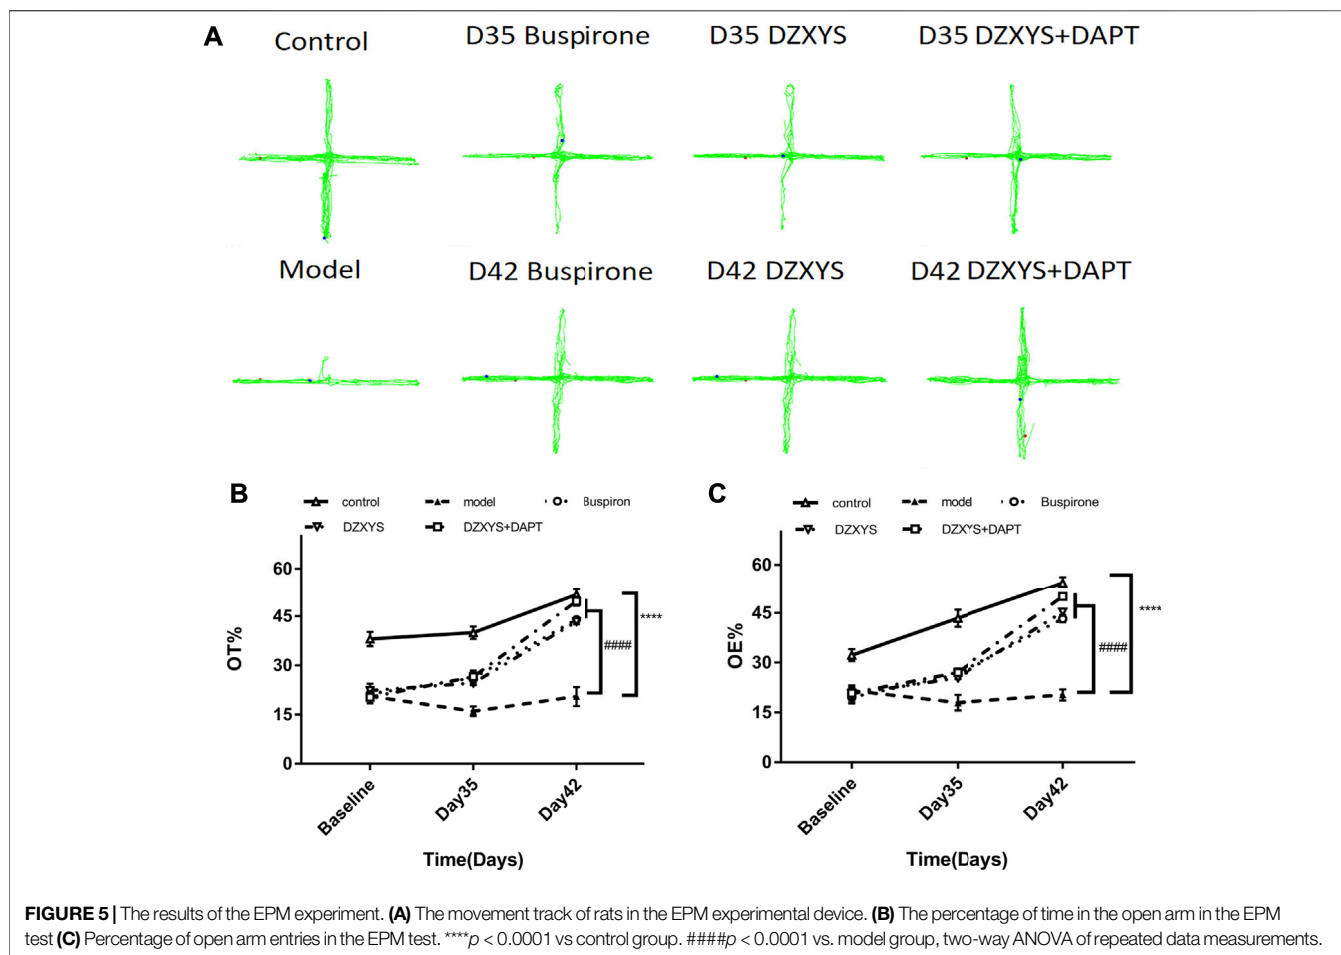 A
Control
D35 Buspirone
D35 DZXYS
D35 DZXYS+DAPT
Model
D42 Buspirone
D42 DZXYS
D42 DZXYS+DAPT
B
control
model
Buspiron
DZXYS
DZXYS+DAPT
OT%
60
45
30
15
0
####
****
Baseline
Day35
Day42
Time(Days)
C
control
model
Buspirone
DZXYS
DZXYS+DAPT
OE%
60
45
30
15
0
####
****
Baseline
Day35
Day42
Time(Days)
FIGURE 5 | The results of the EPM experiment. (A) The movement track of rats in the EPM experimental device. (B) The percentage of time in the open arm in the EPM
test (C) Percentage of open arm entries in the EPM test. ****p < 0.0001 vs control group. ####p < 0.0001 vs. model group, two-way ANOVA of repeated data measurements.